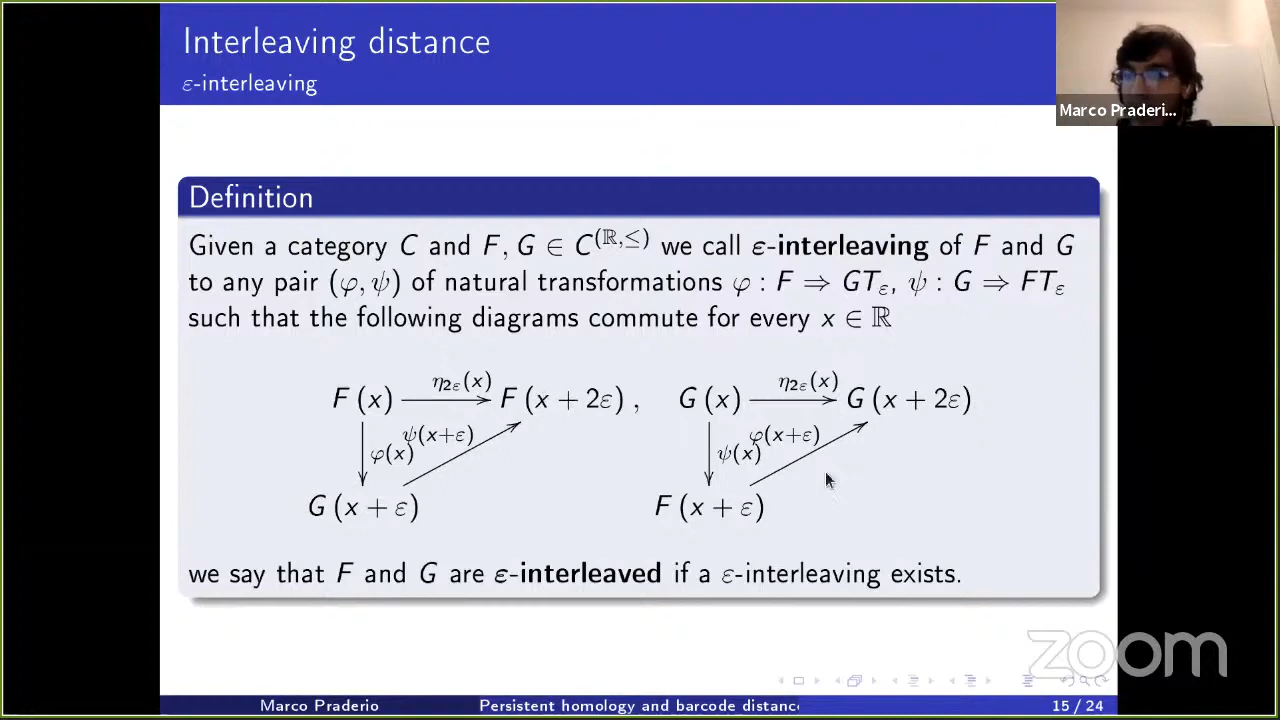 Interleaving distance
ε-interleaving
Marco Praderi...
Definition
Given a category C and F, G ∈ C^(ℝ,≤) we call ε-interleaving of F and G
to any pair (φ, ψ) of natural transformations φ : F ⇒ GT_ε, ψ : G ⇒ FT_ε
such that the following diagrams commute for every x ∈ ℝ
η_2ε(x) η_2ε(x)
F (x) F (x + 2ε) , G (x) G (x + 2ε)
ψ(x+ε) φ(x+ε)
φ(x) ψ(x)
G (x + ε) F (x + ε)
we say that F and G are ε-interleaved if a ε-interleaving exists.
zoom
Marco Praderio Persistent homology and barcode distanc 15 / 24